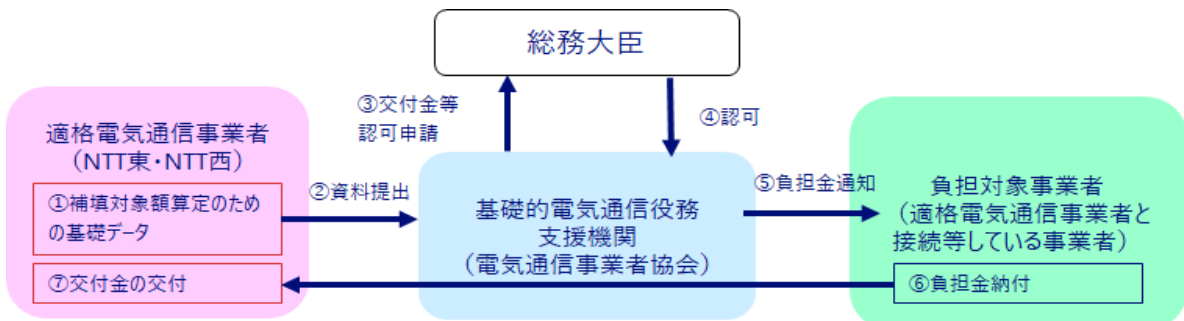 総務大臣
③交付金等
認可申請
④認可
適格電気通信事業者
（NTT東・NTT西）
①補填対象額算定のため
の基礎データ
②資料提出
基礎的電気通信役務
支援機関
（電気通信事業者協会）
⑤負担金通知
負担対象事業者
（適格電気通信事業者と
接続等している事業者）
⑥負担金納付
⑦交付金の交付